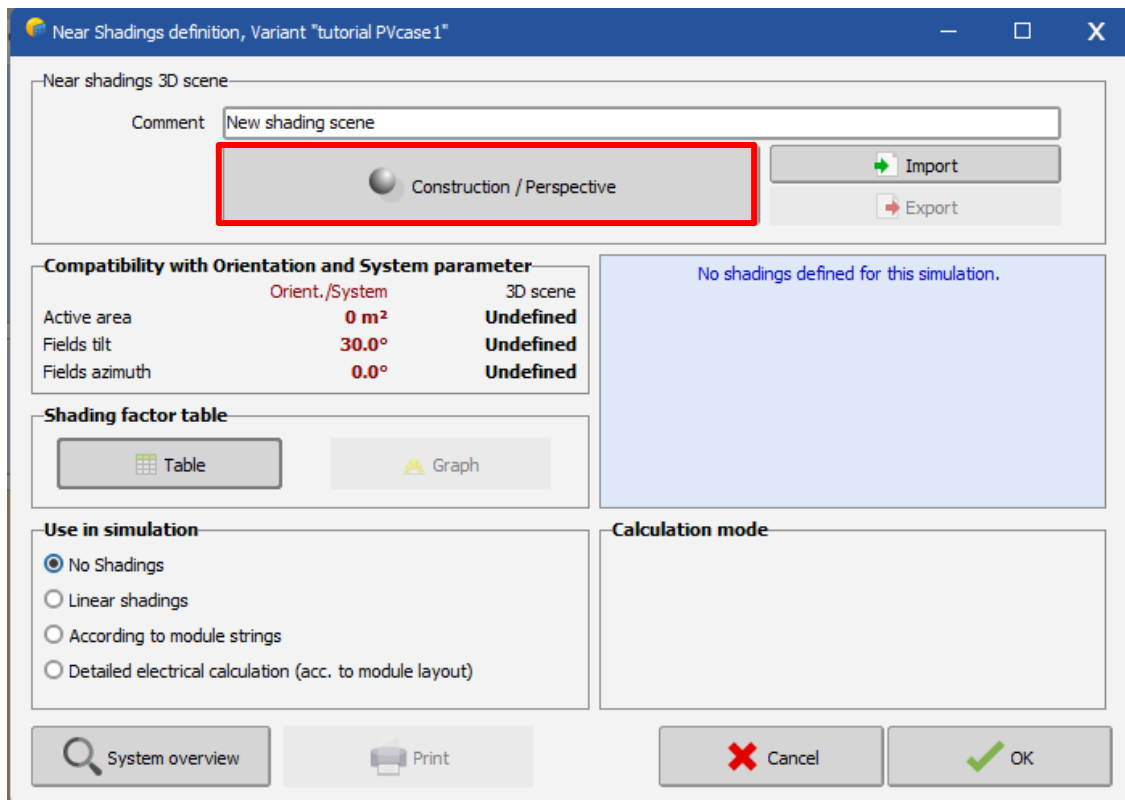 Near Shadings definition, Variant "tutorial PVcase1"
Near shadings 3D scene
Comment New shading scene
Construction / Perspective
Import
Export
Compatibility with Orientation and System parameter
Orient./System 3D scene
Active area 0 m² Undefined
Fields tilt 30.0° Undefined
Fields azimuth 0.0° Undefined
No shadings defined for this simulation.
Shading factor table
Table Graph
Use in simulation
No Shadings
Linear shadings
According to module strings
Detailed electrical calculation (acc. to module layout)
Calculation mode
System overview Print Cancel OK